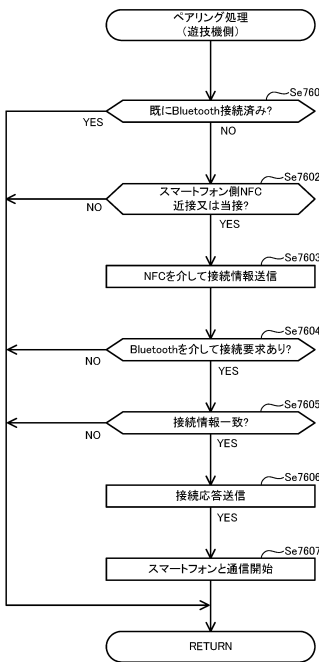 ペアリング処理
（遊技機側）
Se760
既にBluetooth接続済み?
YES
NO
Se7602
スマートフォン側NFC
近接又は当接?
NO
YES
Se7603
NFCを介して接続情報送信
Se7604
Bluetoothを介して接続要求あり?
NO
YES
Se7605
接続情報一致?
NO
YES
Se7606
接続応答送信
YES
Se7607
スマートフォンと通信開始
RETURN